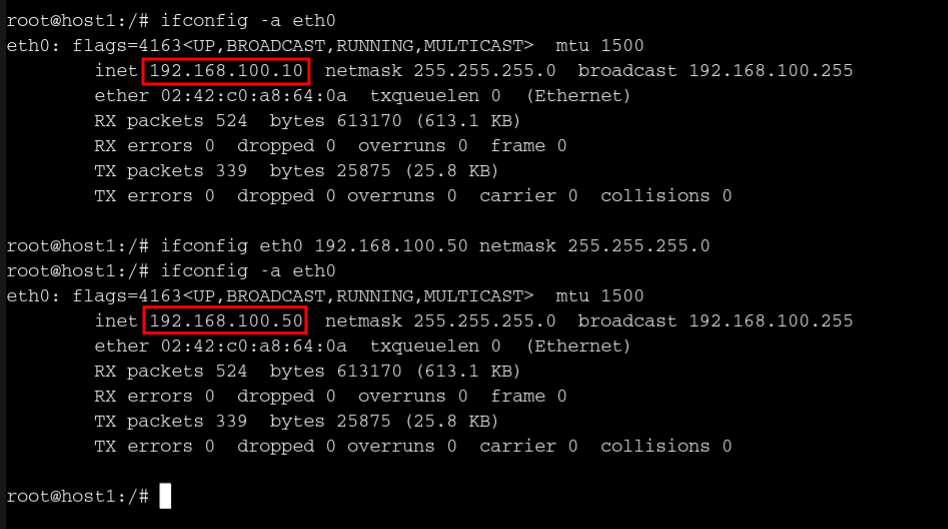 root@host1:/# ifconfig -a eth0
eth0: flags=4163<UP,BROADCAST,RUNNING,MULTICAST>  mtu 1500
        inet 192.168.100.10  netmask 255.255.255.0  broadcast 192.168.100.255
        ether 02:42:c0:a8:64:0a  txqueuelen 0  (Ethernet)
        RX packets 524  bytes 613170 (613.1 KB)
        RX errors 0  dropped 0  overruns 0  frame 0
        TX packets 339  bytes 25875 (25.8 KB)
        TX errors 0  dropped 0 overruns 0  carrier 0  collisions 0

root@host1:/# ifconfig eth0 192.168.100.50 netmask 255.255.255.0
root@host1:/# ifconfig -a eth0
eth0: flags=4163<UP,BROADCAST,RUNNING,MULTICAST>  mtu 1500
        inet 192.168.100.50  netmask 255.255.255.0  broadcast 192.168.100.255
        ether 02:42:c0:a8:64:0a  txqueuelen 0  (Ethernet)
        RX packets 524  bytes 613170 (613.1 KB)
        RX errors 0  dropped 0  overruns 0  frame 0
        TX packets 339  bytes 25875 (25.8 KB)
        TX errors 0  dropped 0 overruns 0  carrier 0  collisions 0

root@host1:/#